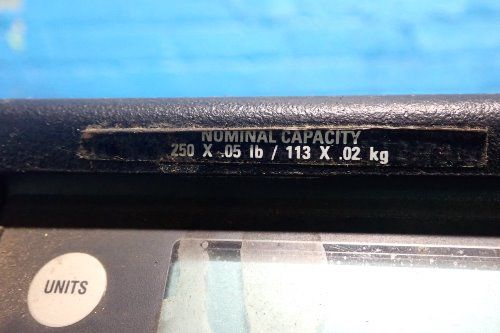 NOMINAL CAPACITY
250 X .05 lb / 113 X .02 kg
UNITS